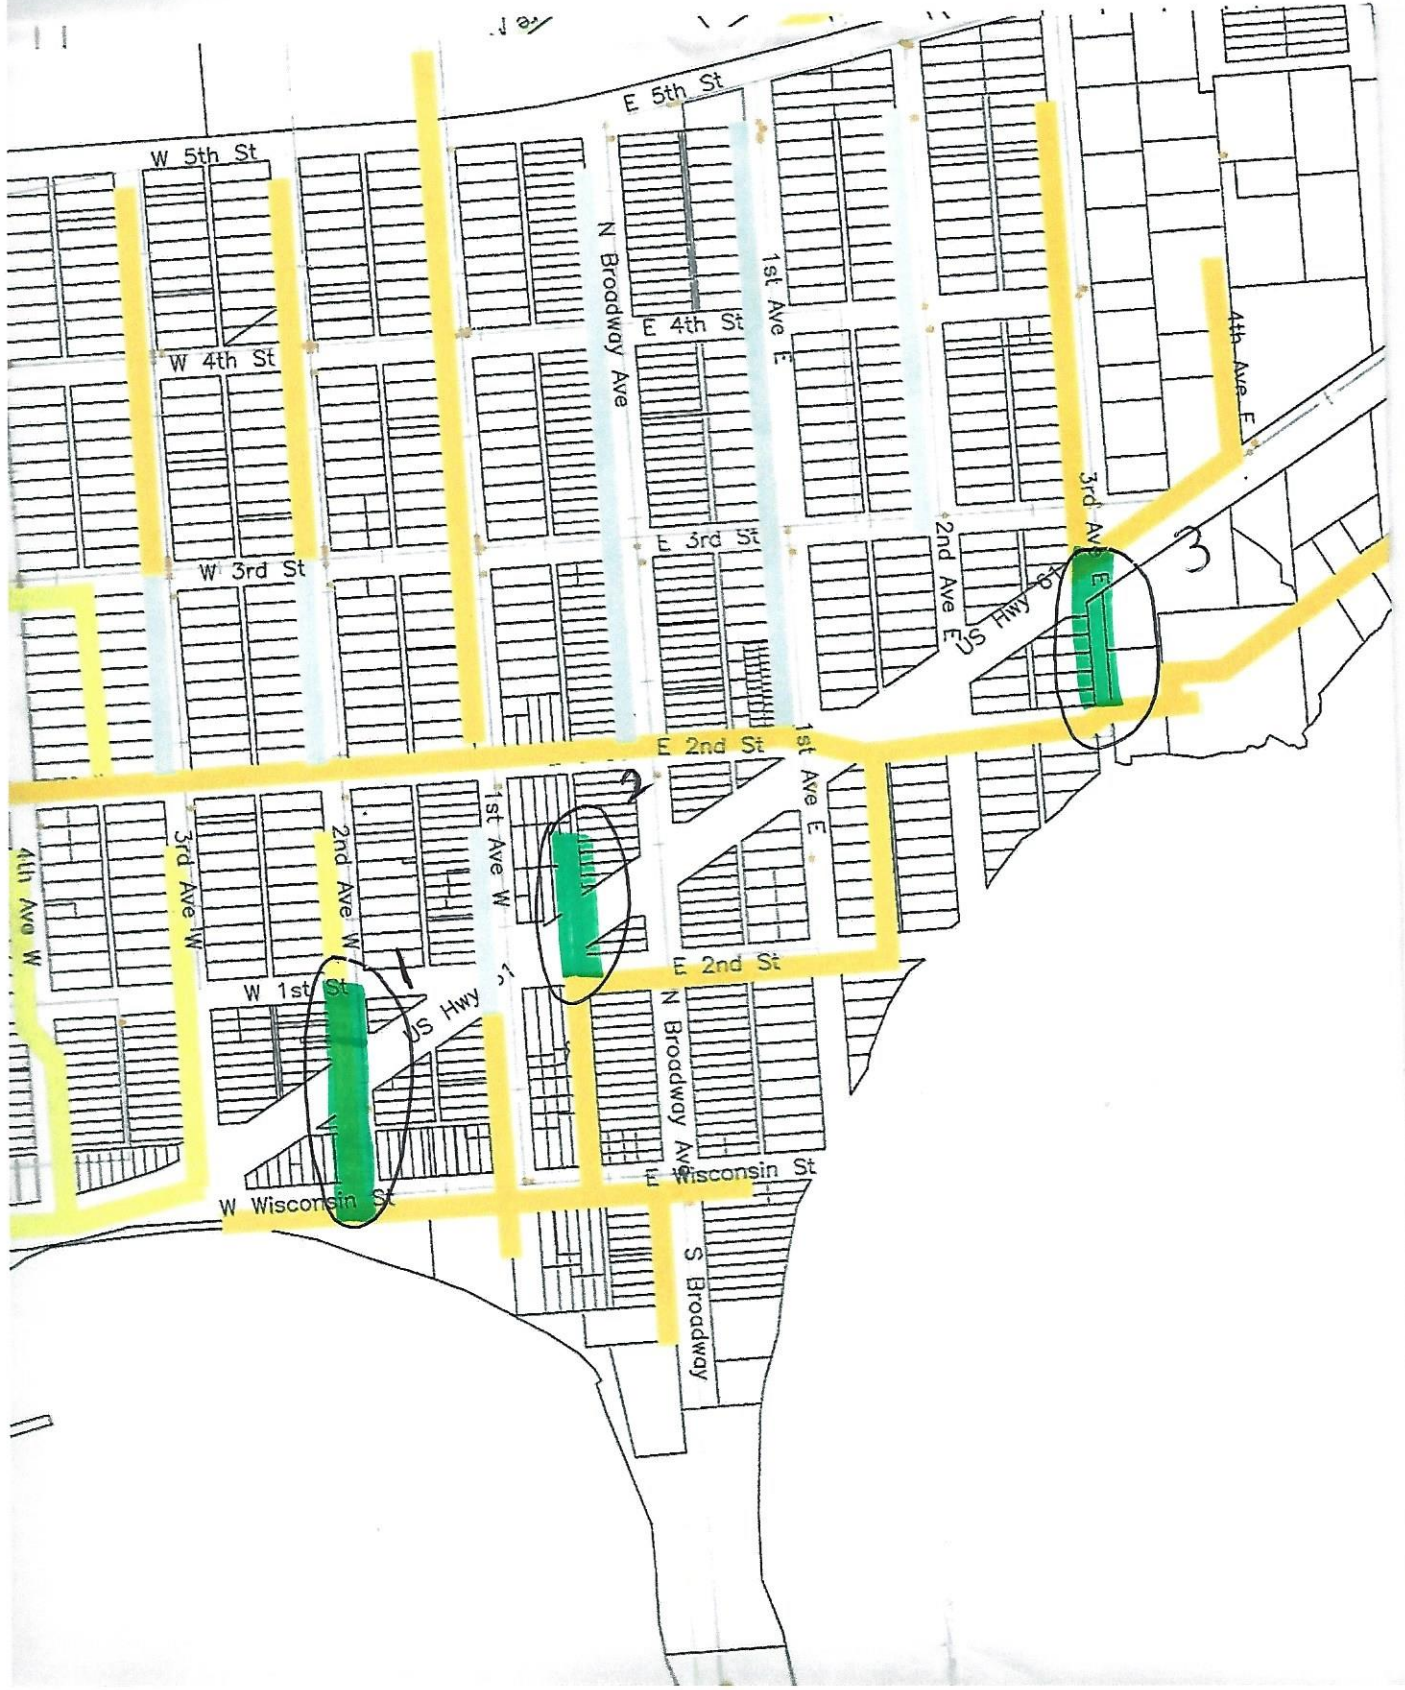 E 5th St
W 5th St
N Broadway Ave
1st Ave E
E 4th St
4th Ave E
W 4th St
3rd Ave E
3
2nd Ave E
E 3rd St
W 3rd St
US Hwy 61
E 2nd St
1st Ave E
2
1st Ave W
2nd Ave W
3rd Ave W
4th Ave W
1
E 2nd St
W 1st St
US Hwy 61
N Broadway Ave
E Wisconsin St
W Wisconsin St
S Broadway